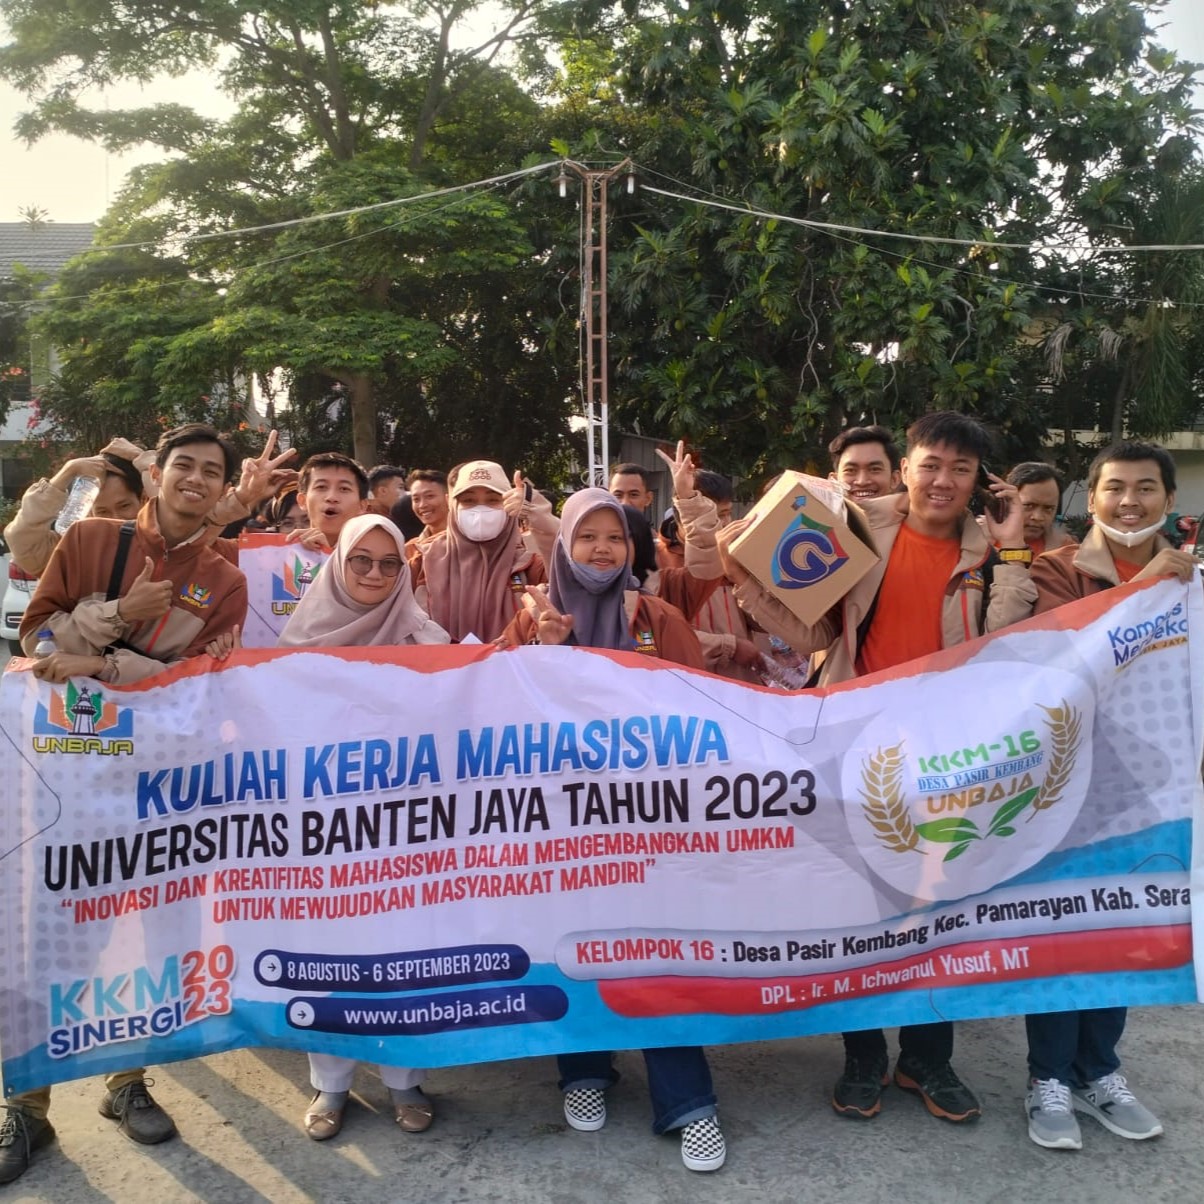 UNBAJA
KULIAH KERJA MAHASISWA
UNIVERSITAS BANTEN JAYA TAHUN 2023
"INOVASI DAN KREATIFITAS MAHASISWA DALAM MENGEMBANGKAN UMKM
UNTUK MEWUJUDKAN MASYARAKAT MANDIRI"
KKM 2023
SINERGI
8 AGUSTUS - 6 SEPTEMBER 2023
www.unbaja.ac.id
Kampus
Merdeka
KKM-16
DESA PASIR KEMBANG
UNBAJA
KELOMPOK 16 : Desa Pasir Kembang Kec. Pamarayan Kab. Sera
DPL : Ir. M. Ichwanul Yusuf, MT
G